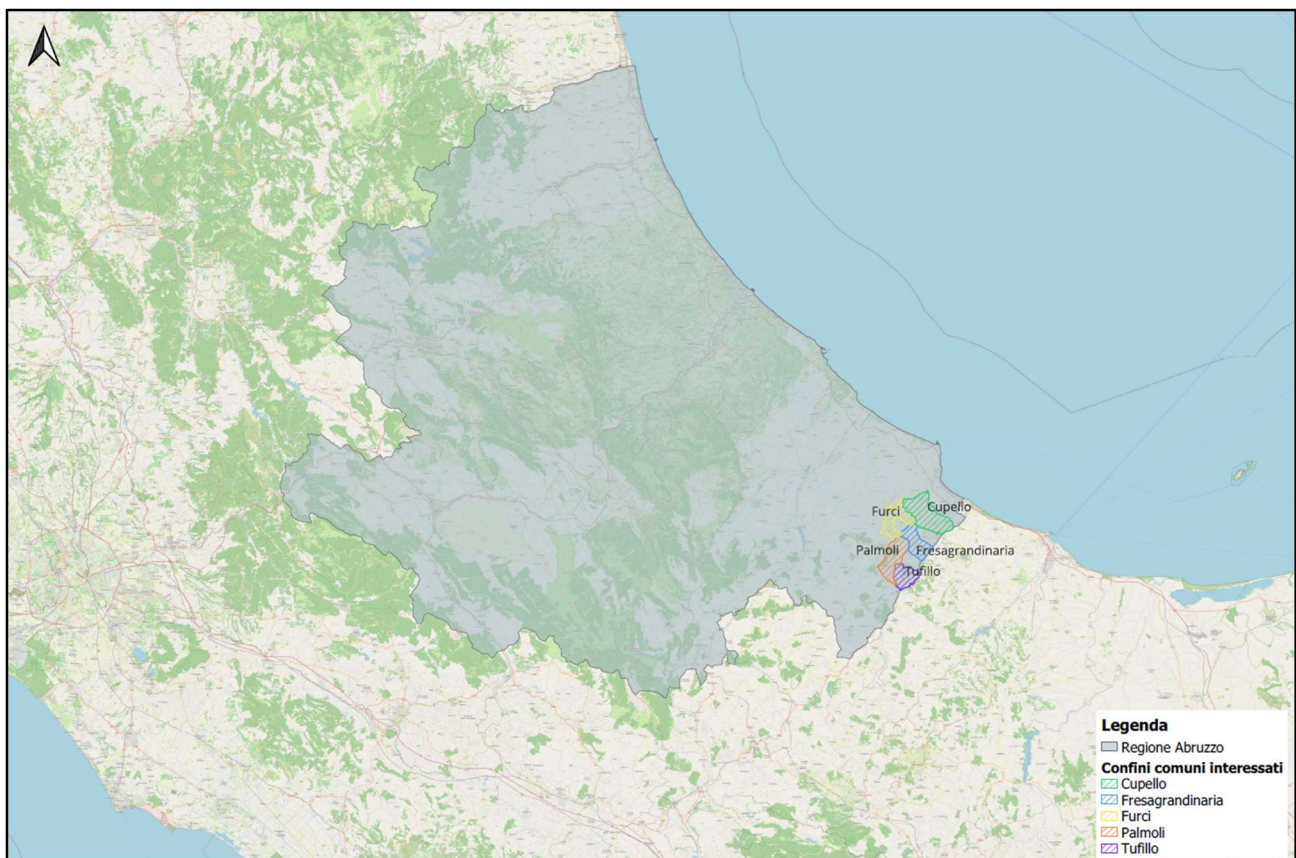 Furci
Cupello
Palmoli
Fresagrandinaria
Tufillo
Legenda
Regione Abruzzo
Confini comuni interessati
Cupello
Fresagrandinaria
Furci
Palmoli
Tufillo